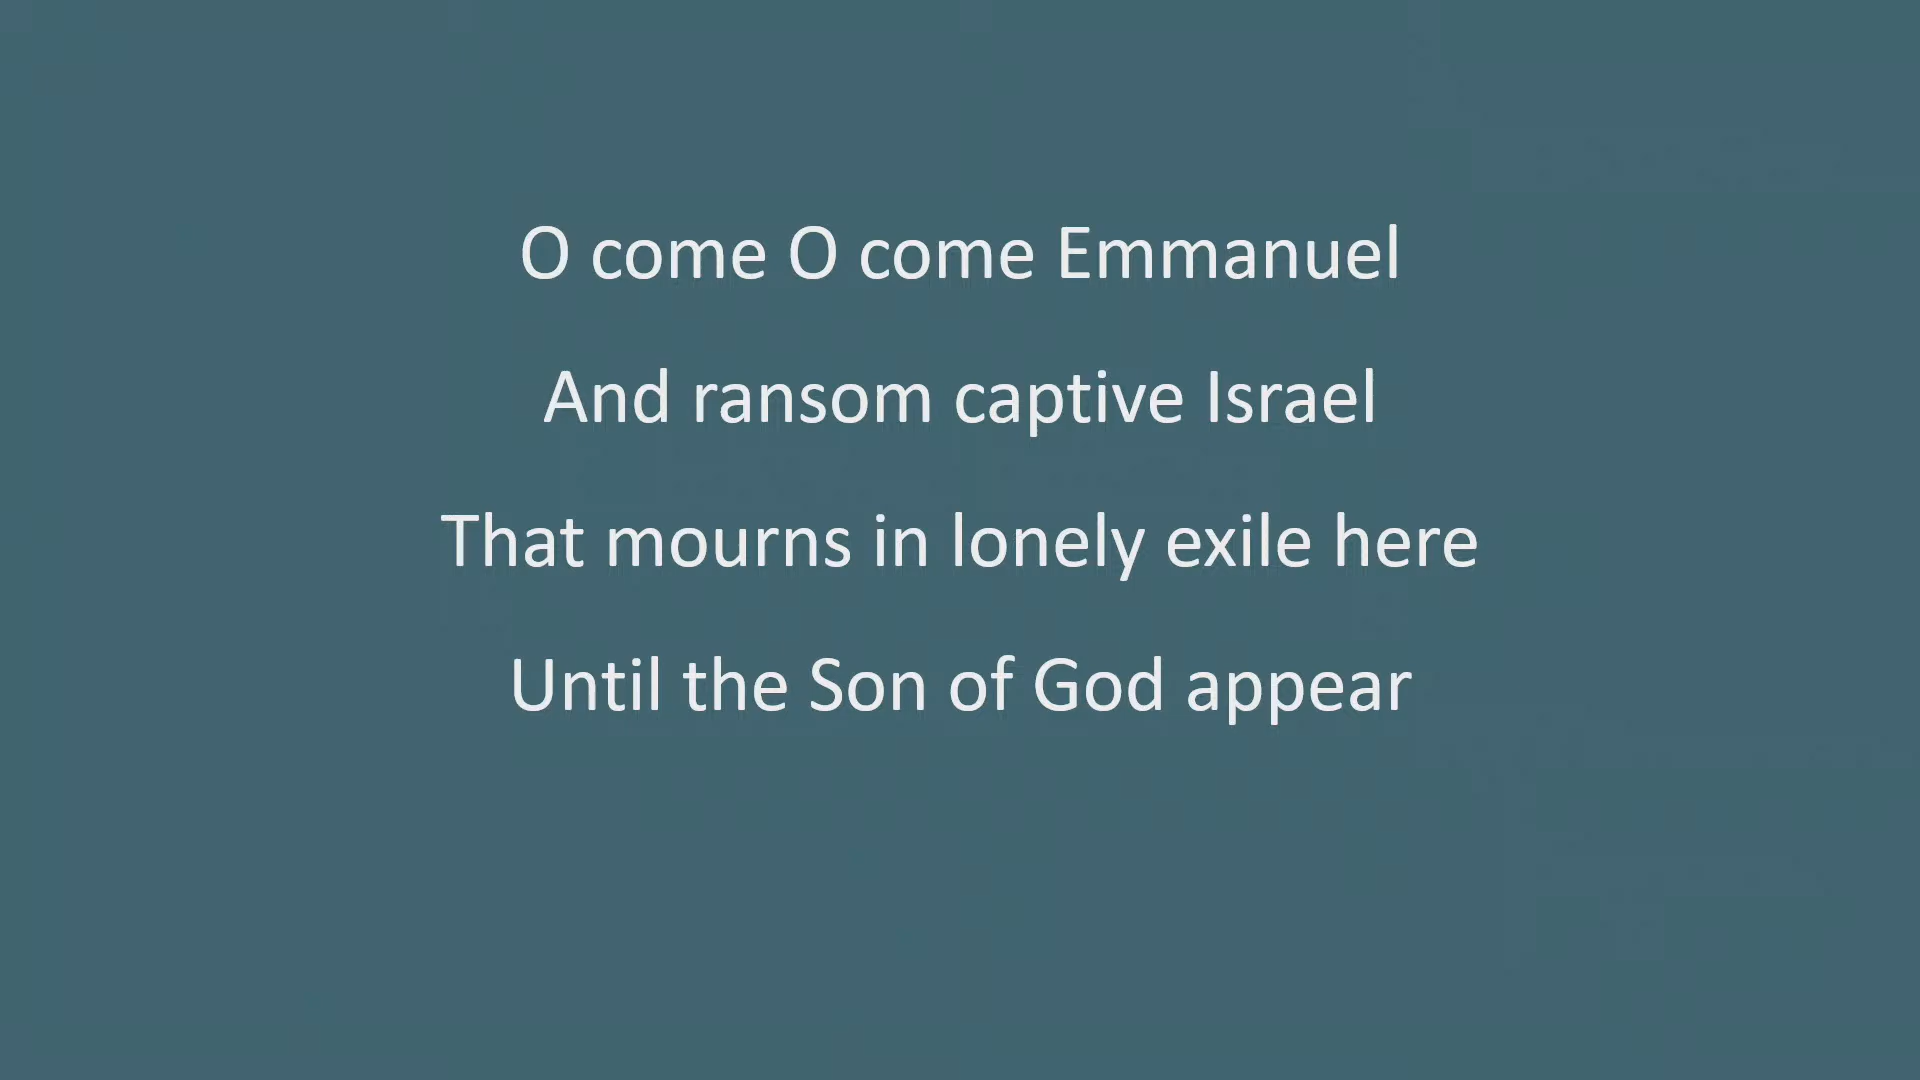 O come O come Emmanuel
And ransom captive Israel
That mourns in lonely exile here
Until the Son of God appear